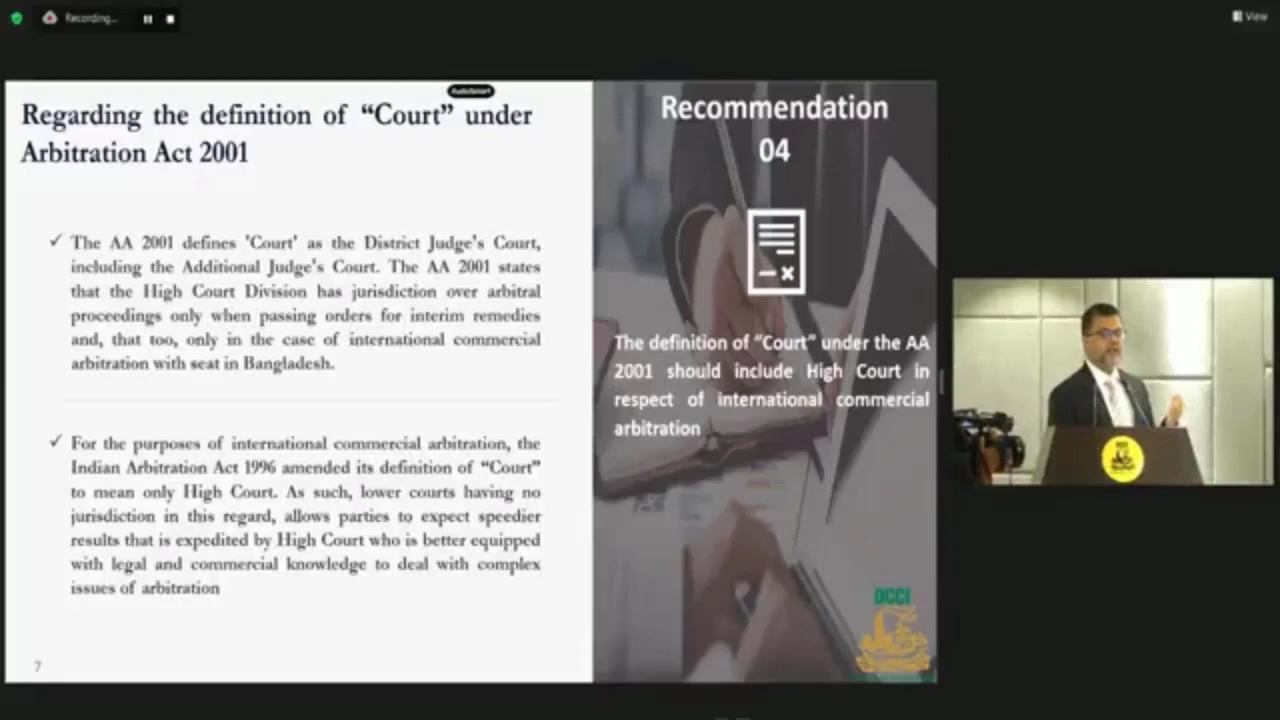 Recording...
View
AudioSmart
Regarding the definition of “Court” under
Arbitration Act 2001
✓ The AA 2001 defines 'Court' as the District Judge's Court,
including the Additional Judge's Court. The AA 2001 states
that the High Court Division has jurisdiction over arbitral
proceedings only when passing orders for interim remedies
and, that too, only in the case of international commercial
arbitration with seat in Bangladesh.
✓ For the purposes of international commercial arbitration, the
Indian Arbitration Act 1996 amended its definition of “Court”
to mean only High Court. As such, lower courts having no
jurisdiction in this regard, allows parties to expect speedier
results that is expedited by High Court who is better equipped
with legal and commercial knowledge to deal with complex
issues of arbitration
7
Recommendation
04
The definition of “Court” under the AA
2001 should include High Court in
respect of international commercial
arbitration
DCCI